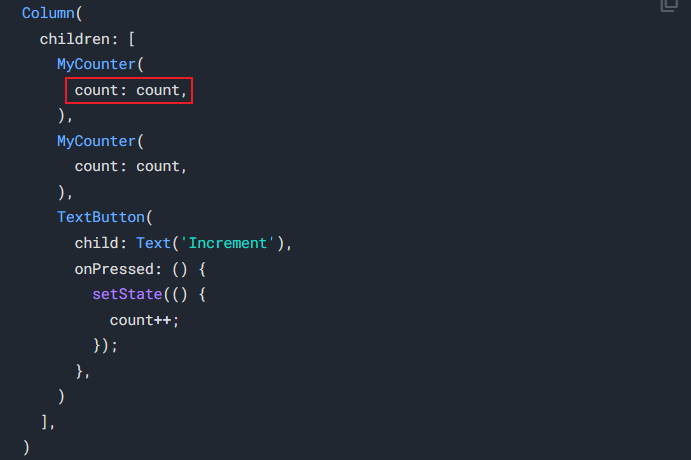 Column(
  children: [
    MyCounter(
      count: count,
    ),
    MyCounter(
      count: count,
    ),
    TextButton(
      child: Text('Increment'),
      onPressed: () {
        setState(() {
          count++;
        });
      },
    )
  ],
)